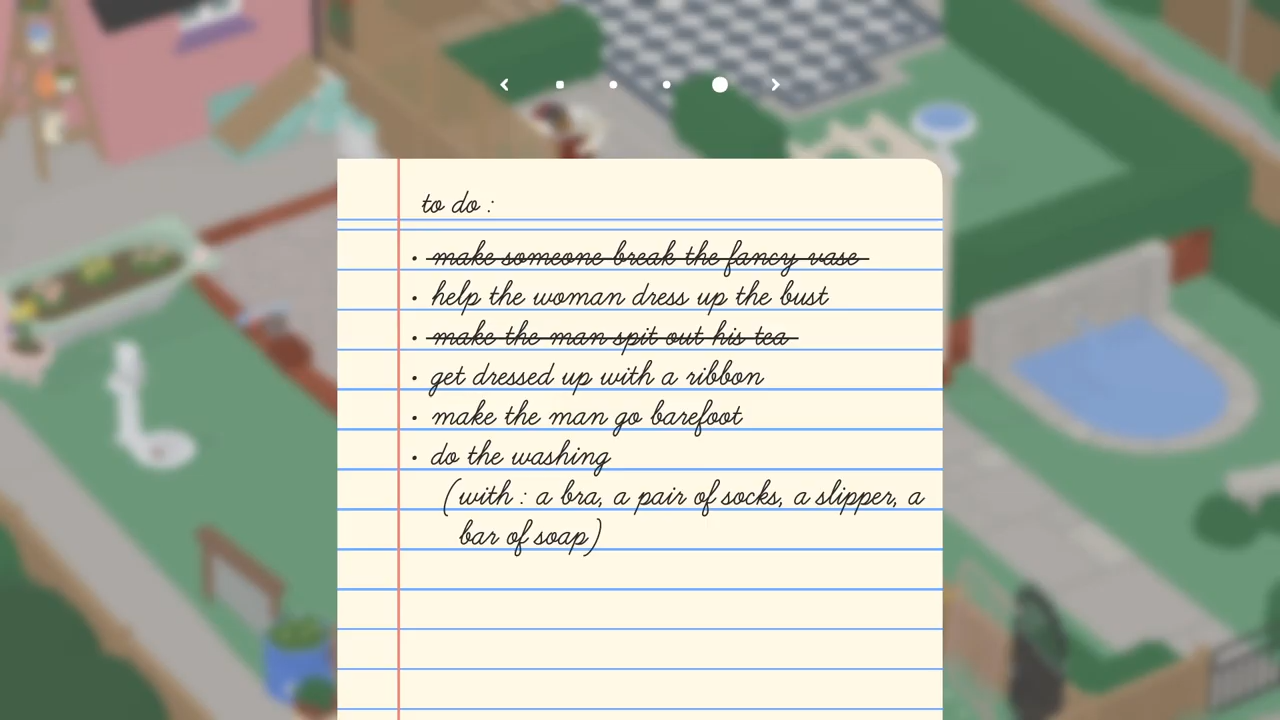 to do :
• make someone break the fancy vase
• help the woman dress up the bust
• make the man spit out his tea
• get dressed up with a ribbon
• make the man go barefoot
• do the washing
(with : a bra, a pair of socks, a slipper, a
bar of soap)